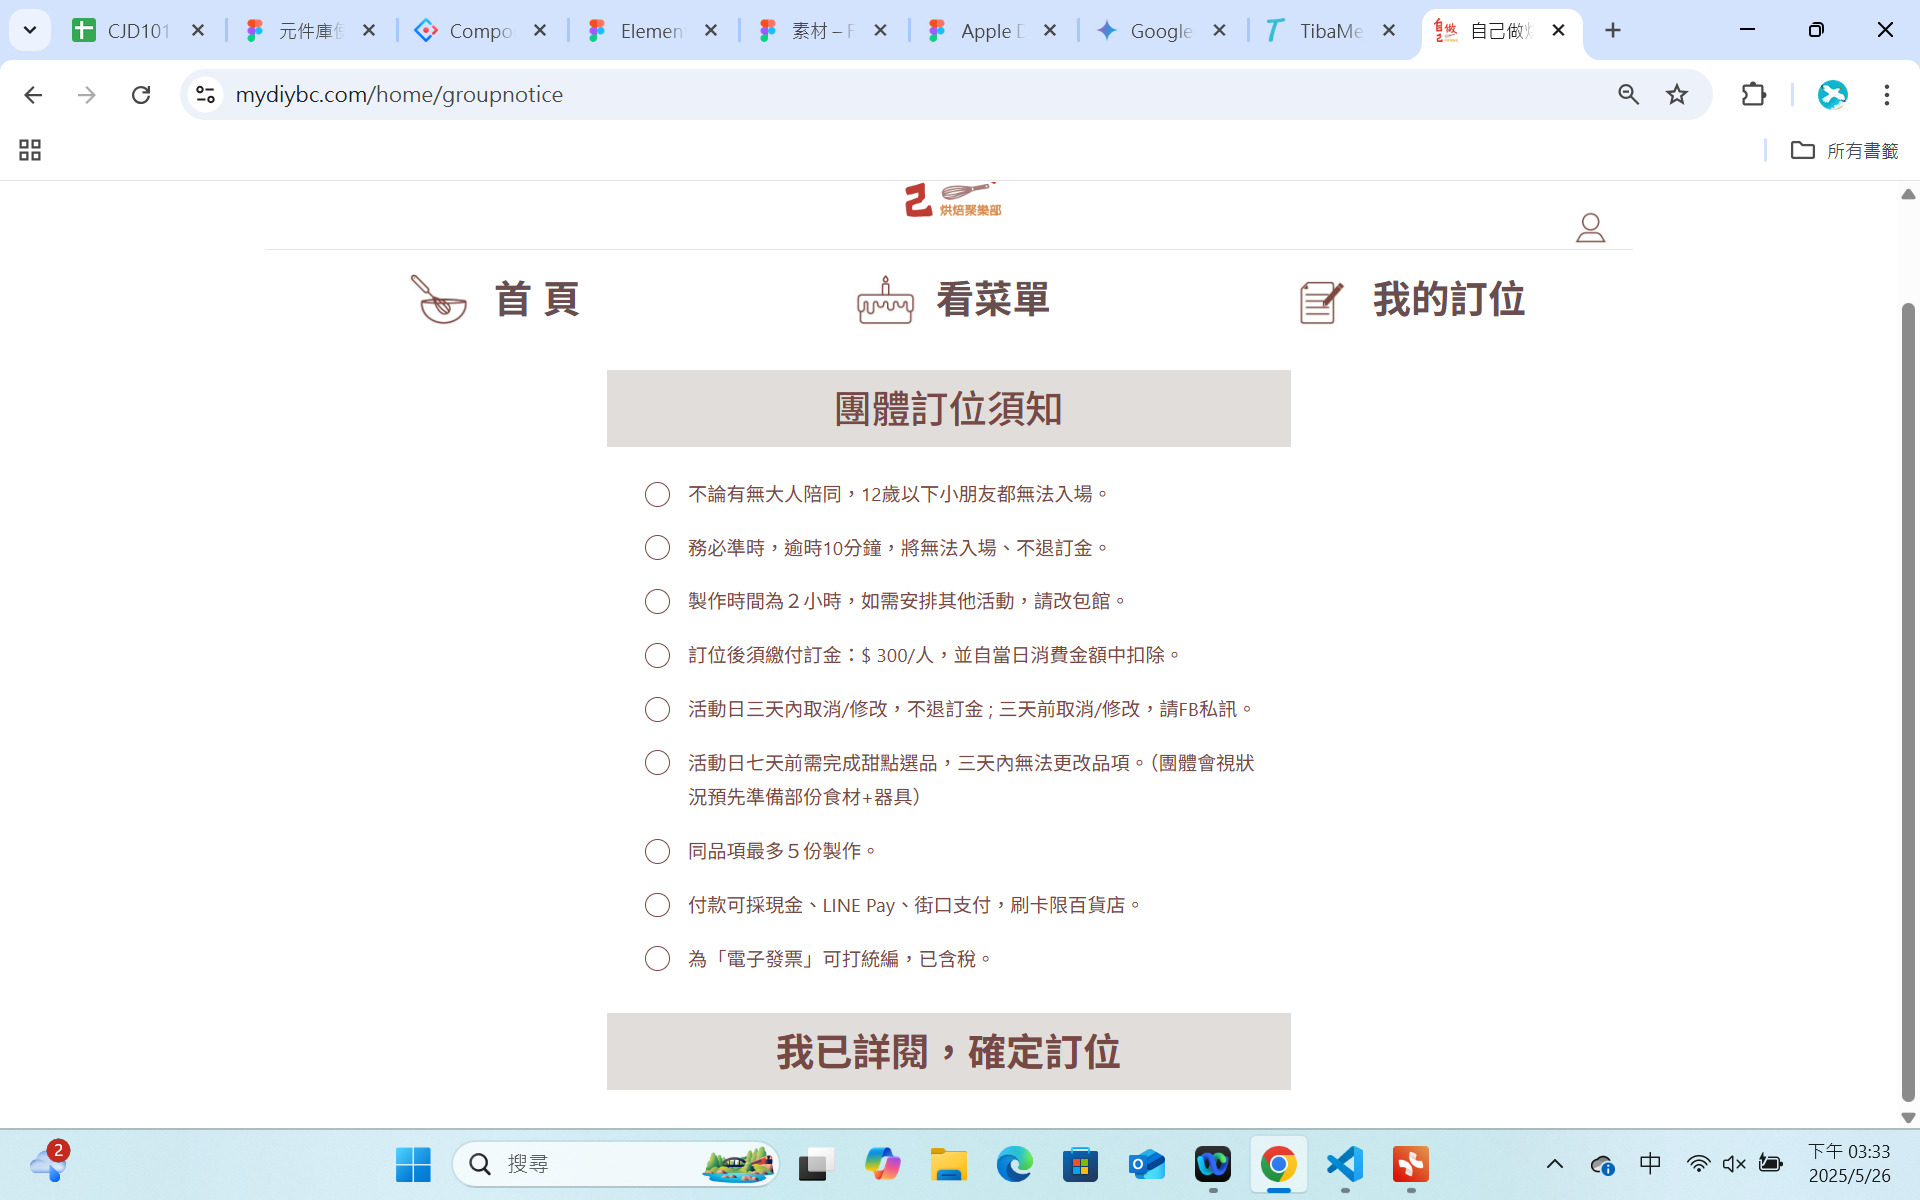 CJD101
元件庫
Compo
Elemen
素材 – F
Apple D
Google
TibaMe
自己做
mydiybc.com/home/groupnotice
所有書籤
己
烘焙聚樂部
首 頁
看菜單
我的訂位
團體訂位須知
不論有無大人陪同，12歲以下小朋友都無法入場。
務必準時，逾時10分鐘，將無法入場、不退訂金。
製作時間為２小時，如需安排其他活動，請改包館。
訂位後須繳付訂金：$ 300/人，並自當日消費金額中扣除。
活動日三天內取消/修改，不退訂金 ; 三天前取消/修改，請FB私訊。
活動日七天前需完成甜點選品，三天內無法更改品項。（團體會視狀
況預先準備部份食材+器具）
同品項最多５份製作。
付款可採現金、LINE Pay、街口支付，刷卡限百貨店。
為「電子發票」可打統編，已含稅。
我已詳閱，確定訂位
2
搜尋
中
下午 03:33
2025/5/26